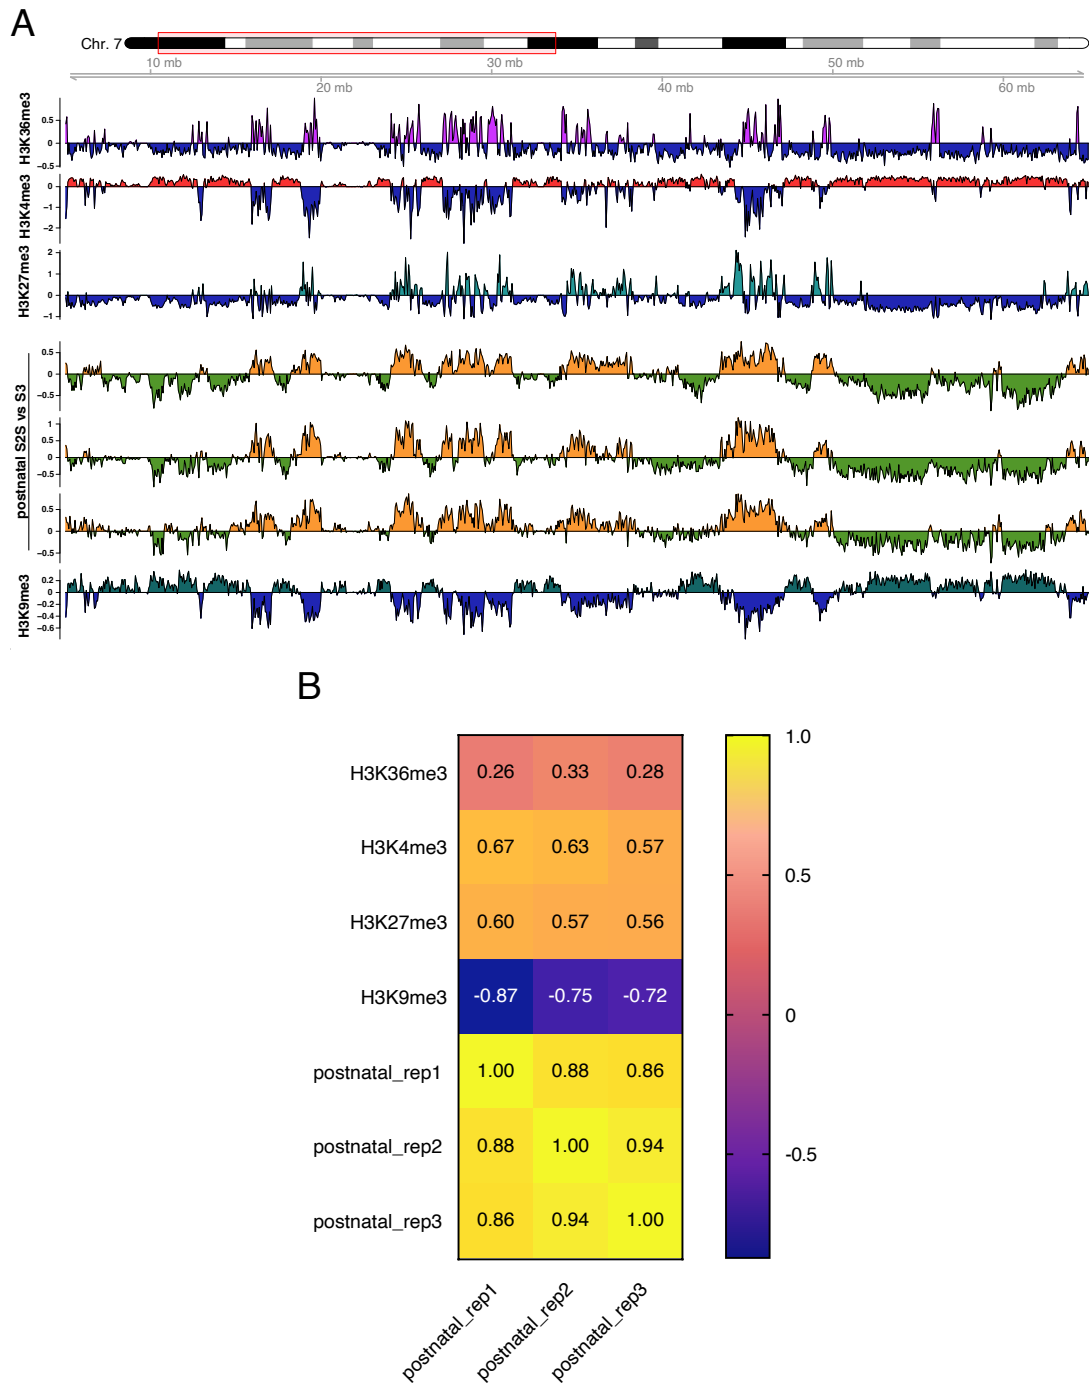 A
Chr. 7
10 mb 30 mb 50 mb
20 mb 40 mb 60 mb
H3K36me3
0.5
0
−0.5
H3K4me3
0
−1
−2
H3K27me3
2
1
0
−1
postnatal S2S vs S3
0.5
0
−0.5
1
0.5
0
−0.5
0.5
0
−0.5
H3K9me3
0.2
0
−0.2
−0.4
−0.6
B
H3K36me3 0.26 0.33 0.28
H3K4me3 0.67 0.63 0.57
H3K27me3 0.60 0.57 0.56
H3K9me3 -0.87 -0.75 -0.72
postnatal_rep1 1.00 0.88 0.86
postnatal_rep2 0.88 1.00 0.94
postnatal_rep3 0.86 0.94 1.00
postnatal_rep1 postnatal_rep2 postnatal_rep3
1.0
0.5
0
-0.5